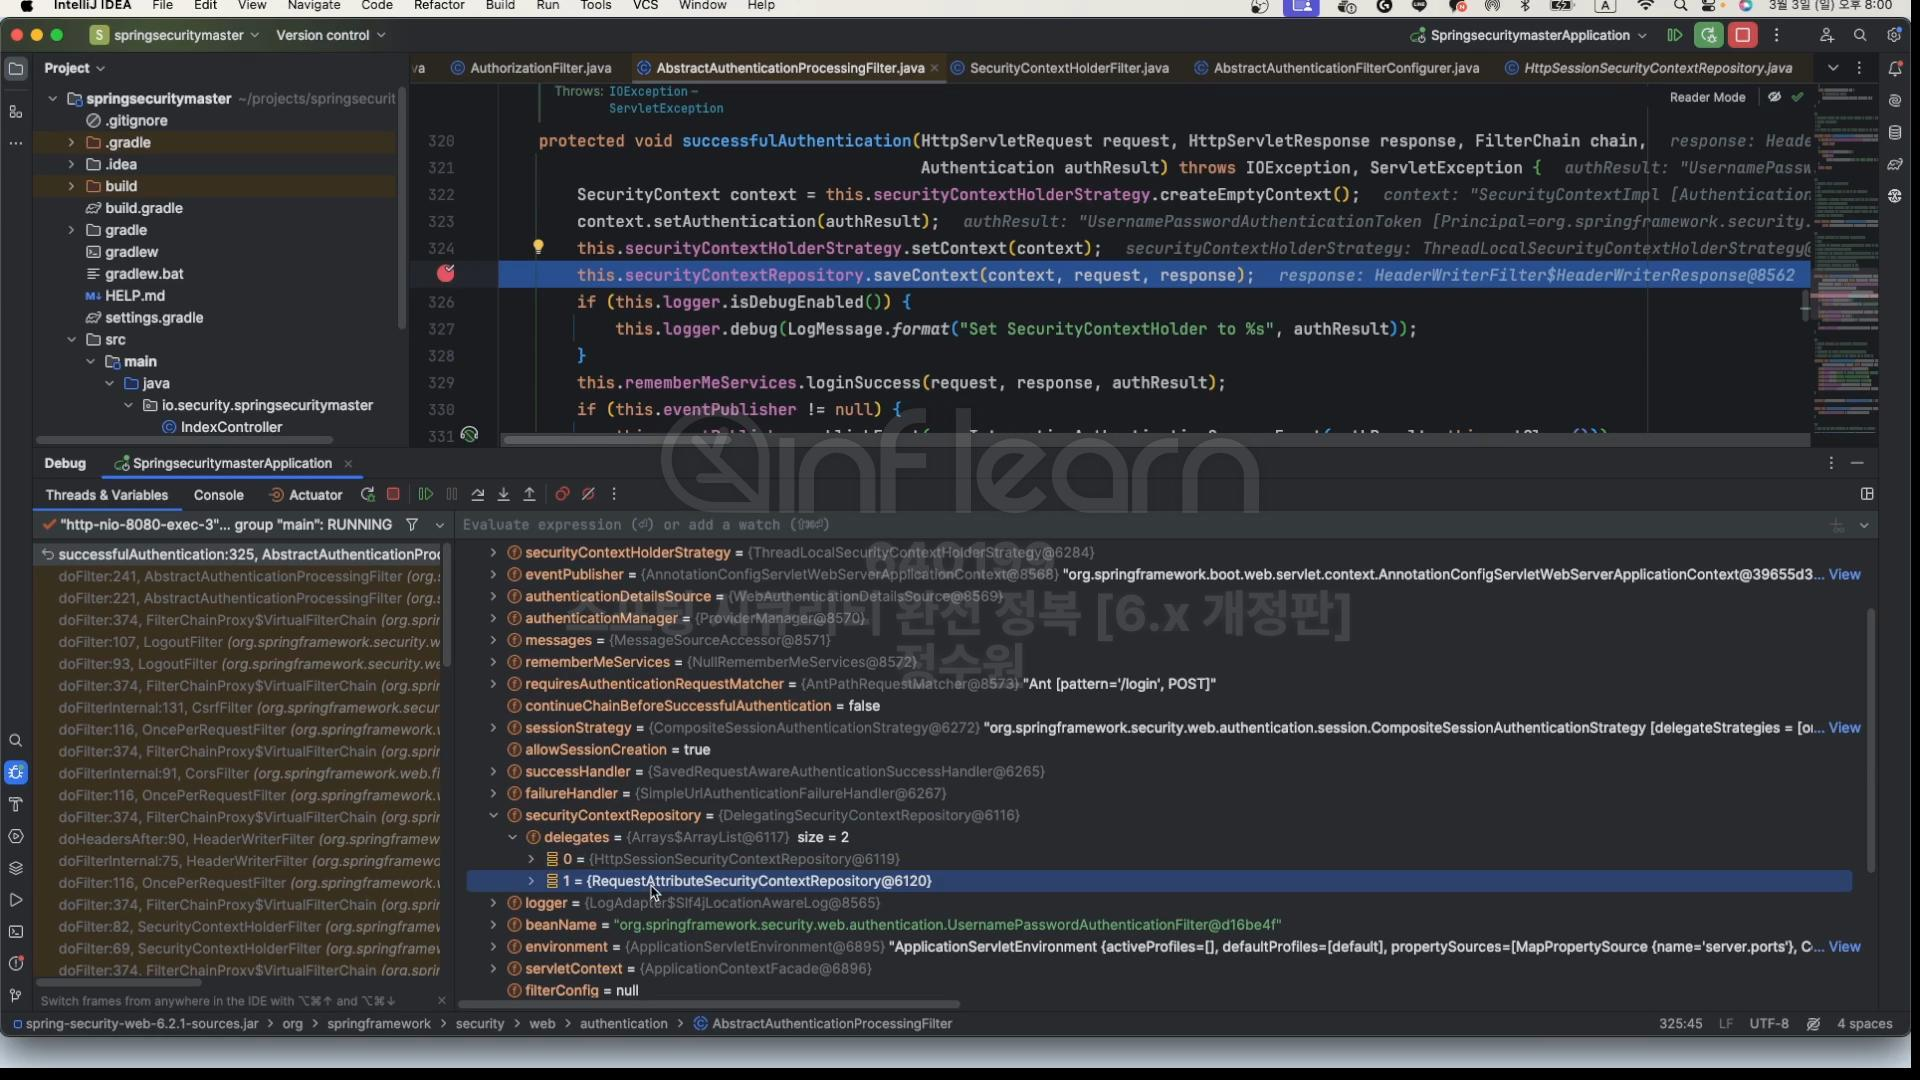 IntelliJ IDEA File Edit View Navigate Code Refactor Build Run Tools VCS Window Help A 3월 3일 (일) 오후 8:00
S springsecuritymaster Version control SpringsecuritymasterApplication
Project
va AuthorizationFilter.java AbstractAuthenticationProcessingFilter.java SecurityContextHolderFilter.java AbstractAuthenticationFilterConfigurer.java HttpSessionSecurityContextRepository.java
springsecuritymaster ~/projects/springsecurit
.gitignore
.gradle
.idea
build
build.gradle
gradle
gradlew
gradlew.bat
M↓ HELP.md
settings.gradle
src
main
java
io.security.springsecuritymaster
IndexController
Throws: IOException –
ServletException
Reader Mode
320 protected void successfulAuthentication(HttpServletRequest request, HttpServletResponse response, FilterChain chain, response: Heade
321 Authentication authResult) throws IOException, ServletException { authResult: "UsernamePassw
322 SecurityContext context = this.securityContextHolderStrategy.createEmptyContext(); context: "SecurityContextImpl [Authentication
323 context.setAuthentication(authResult); authResult: "UsernamePasswordAuthenticationToken [Principal=org.springframework.security.
324 this.securityContextHolderStrategy.setContext(context); securityContextHolderStrategy: ThreadLocalSecurityContextHolderStrategy@
this.securityContextRepository.saveContext(context, request, response); response: HeaderWriterFilter$HeaderWriterResponse@8562
326 if (this.logger.isDebugEnabled()) {
327 this.logger.debug(LogMessage.format("Set SecurityContextHolder to %s", authResult));
328 }
329 this.rememberMeServices.loginSuccess(request, response, authResult);
330 if (this.eventPublisher != null) {
331
inflearn
640199
스프링 시큐리티 완전 정복 [6.x 개정판]
정수원
Debug SpringsecuritymasterApplication
Threads & Variables Console Actuator
"http-nio-8080-exec-3"... group "main": RUNNING
Evaluate expression (⏎) or add a watch (⇧⌘⏎)
successfulAuthentication:325, AbstractAuthenticationProc
doFilter:241, AbstractAuthenticationProcessingFilter (org.s
doFilter:221, AbstractAuthenticationProcessingFilter (org.s
doFilter:374, FilterChainProxy$VirtualFilterChain (org.sprin
doFilter:107, LogoutFilter (org.springframework.security.w
doFilter:93, LogoutFilter (org.springframework.security.we
doFilter:374, FilterChainProxy$VirtualFilterChain (org.sprin
doFilterInternal:131, CsrfFilter (org.springframework.secur
doFilter:116, OncePerRequestFilter (org.springframework.w
doFilter:374, FilterChainProxy$VirtualFilterChain (org.sprin
doFilterInternal:91, CorsFilter (org.springframework.web.fi
doFilter:116, OncePerRequestFilter (org.springframework.w
doFilter:374, FilterChainProxy$VirtualFilterChain (org.sprin
doHeadersAfter:90, HeaderWriterFilter (org.springframewo
doFilterInternal:75, HeaderWriterFilter (org.springframewo
doFilter:116, OncePerRequestFilter (org.springframework.w
doFilter:374, FilterChainProxy$VirtualFilterChain (org.sprin
doFilter:82, SecurityContextHolderFilter (org.springframew
doFilter:69, SecurityContextHolderFilter (org.springframew
doFilter:374, FilterChainProxy$VirtualFilterChain (org.sprin
Switch frames from anywhere in the IDE with ⌥⌘↑ and ⌥⌘↓
securityContextHolderStrategy = {ThreadLocalSecurityContextHolderStrategy@6284}
eventPublisher = {AnnotationConfigServletWebServerApplicationContext@8568} "org.springframework.boot.web.servlet.context.AnnotationConfigServletWebServerApplicationContext@39655d3... View
authenticationDetailsSource = {WebAuthenticationDetailsSource@8569}
authenticationManager = {ProviderManager@8570}
messages = {MessageSourceAccessor@8571}
rememberMeServices = {NullRememberMeServices@8572}
requiresAuthenticationRequestMatcher = {AntPathRequestMatcher@8573} "Ant [pattern='/login', POST]"
continueChainBeforeSuccessfulAuthentication = false
sessionStrategy = {CompositeSessionAuthenticationStrategy@6272} "org.springframework.security.web.authentication.session.CompositeSessionAuthenticationStrategy [delegateStrategies = [or... View
allowSessionCreation = true
successHandler = {SavedRequestAwareAuthenticationSuccessHandler@6265}
failureHandler = {SimpleUrlAuthenticationFailureHandler@6267}
securityContextRepository = {DelegatingSecurityContextRepository@6116}
delegates = {Arrays$ArrayList@6117} size = 2
0 = {HttpSessionSecurityContextRepository@6119}
1 = {RequestAttributeSecurityContextRepository@6120}
logger = {LogAdapter$Slf4jLocationAwareLog@8565}
beanName = "org.springframework.security.web.authentication.UsernamePasswordAuthenticationFilter@d16be4f"
environment = {ApplicationServletEnvironment@6895} "ApplicationServletEnvironment {activeProfiles=[], defaultProfiles=[default], propertySources=[MapPropertySource {name='server.ports'}, C... View
servletContext = {ApplicationContextFacade@6896}
filterConfig = null
spring-security-web-6.2.1-sources.jar > org > springframework > security > web > authentication > AbstractAuthenticationProcessingFilter 325:45 LF UTF-8 4 spaces